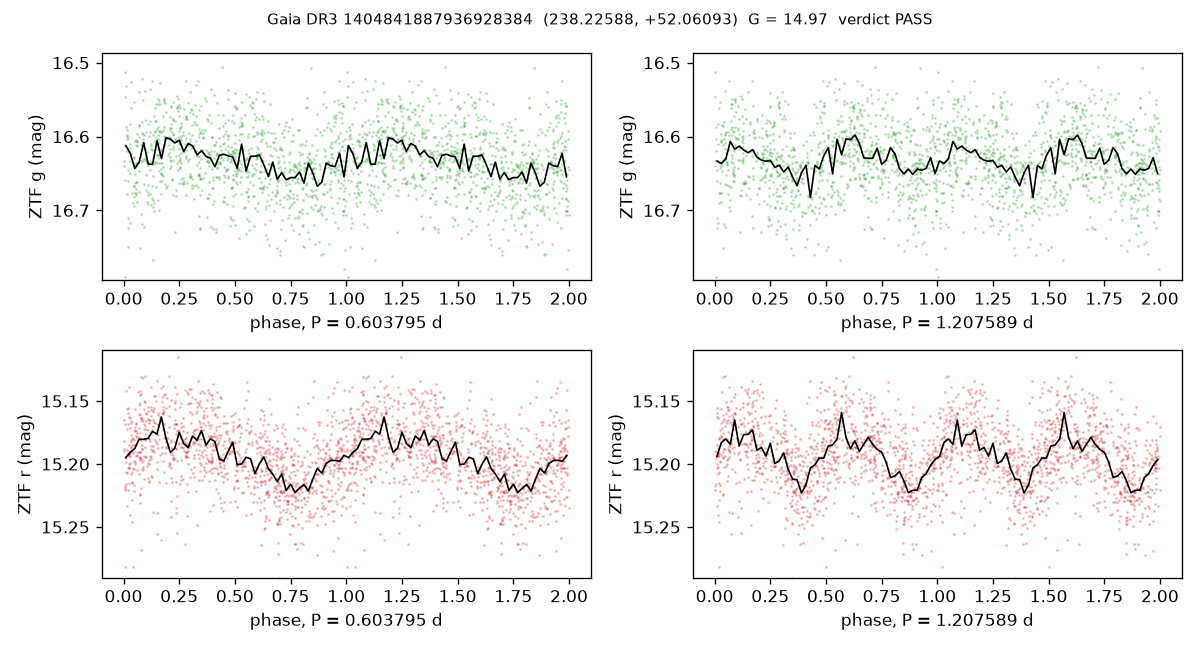 Gaia DR3 1404841887936928384  (238.22588, +52.06093)  G = 14.97  verdict PASS
ZTF g (mag)
16.5
16.6
16.7
0.00 0.25 0.50 0.75 1.00 1.25 1.50 1.75 2.00
phase, P = 0.603795 d
ZTF g (mag)
16.5
16.6
16.7
0.00 0.25 0.50 0.75 1.00 1.25 1.50 1.75 2.00
phase, P = 1.207589 d
ZTF r (mag)
15.15
15.20
15.25
0.00 0.25 0.50 0.75 1.00 1.25 1.50 1.75 2.00
phase, P = 0.603795 d
ZTF r (mag)
15.15
15.20
15.25
0.00 0.25 0.50 0.75 1.00 1.25 1.50 1.75 2.00
phase, P = 1.207589 d